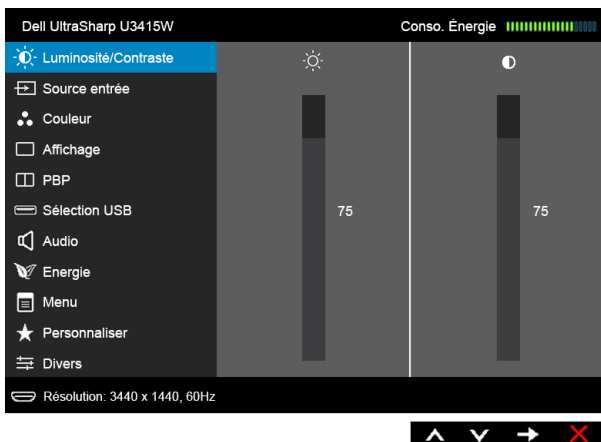 Dell UltraSharp U3415W
Conso. Énergie
Luminosité/Contraste
Source entrée
Couleur
Affichage
PBP
Sélection USB
75
75
Audio
Energie
Menu
Personnaliser
Divers
Résolution: 3440 x 1440, 60Hz